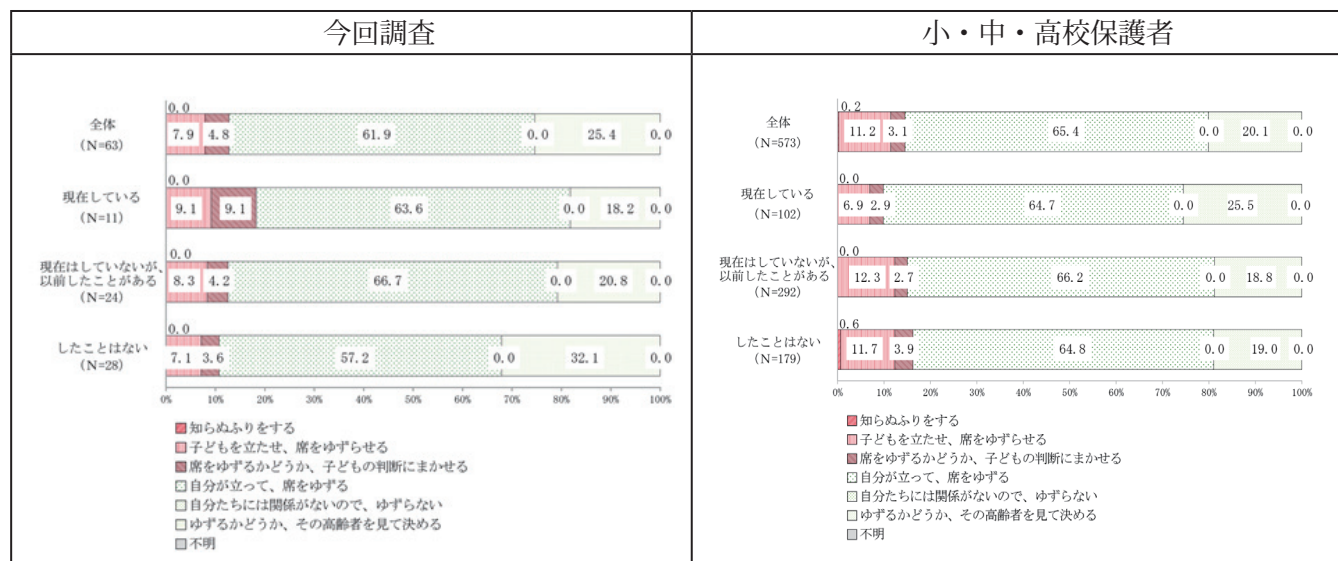 今回調査
小・中・高校保護者
0.0
全体
(N=63)
7.9 4.8 61.9 0.0 25.4 0.0
0.0
現在している
(N=11)
9.1 9.1 63.6 0.0 18.2 0.0
0.0
現在はしていないが、
以前したことがある
(N=24)
8.3 4.2 66.7 0.0 20.8 0.0
0.0
したことはない
(N=28)
7.1 3.6 57.2 0.0 32.1 0.0
0% 10% 20% 30% 40% 50% 60% 70% 80% 90% 100%
知らぬふりをする
子どもを立たせ、席をゆずらせる
席をゆずるかどうか、子どもの判断にまかせる
自分が立って、席をゆずる
自分たちには関係がないので、ゆずらない
ゆずるかどうか、その高齢者を見て決める
不明
0.2
全体
(N=573)
11.2 3.1 65.4 0.0 20.1 0.0
0.0
現在している
(N=102)
6.9 2.9 64.7 0.0 25.5 0.0
0.0
現在はしていないが、
以前したことがある
(N=292)
12.3 2.7 66.2 0.0 18.8 0.0
0.6
したことはない
(N=179)
11.7 3.9 64.8 0.0 19.0 0.0
0% 10% 20% 30% 40% 50% 60% 70% 80% 90% 100%
知らぬふりをする
子どもを立たせ、席をゆずらせる
席をゆずるかどうか、子どもの判断にまかせる
自分が立って、席をゆずる
自分たちには関係がないので、ゆずらない
ゆずるかどうか、その高齢者を見て決める
不明